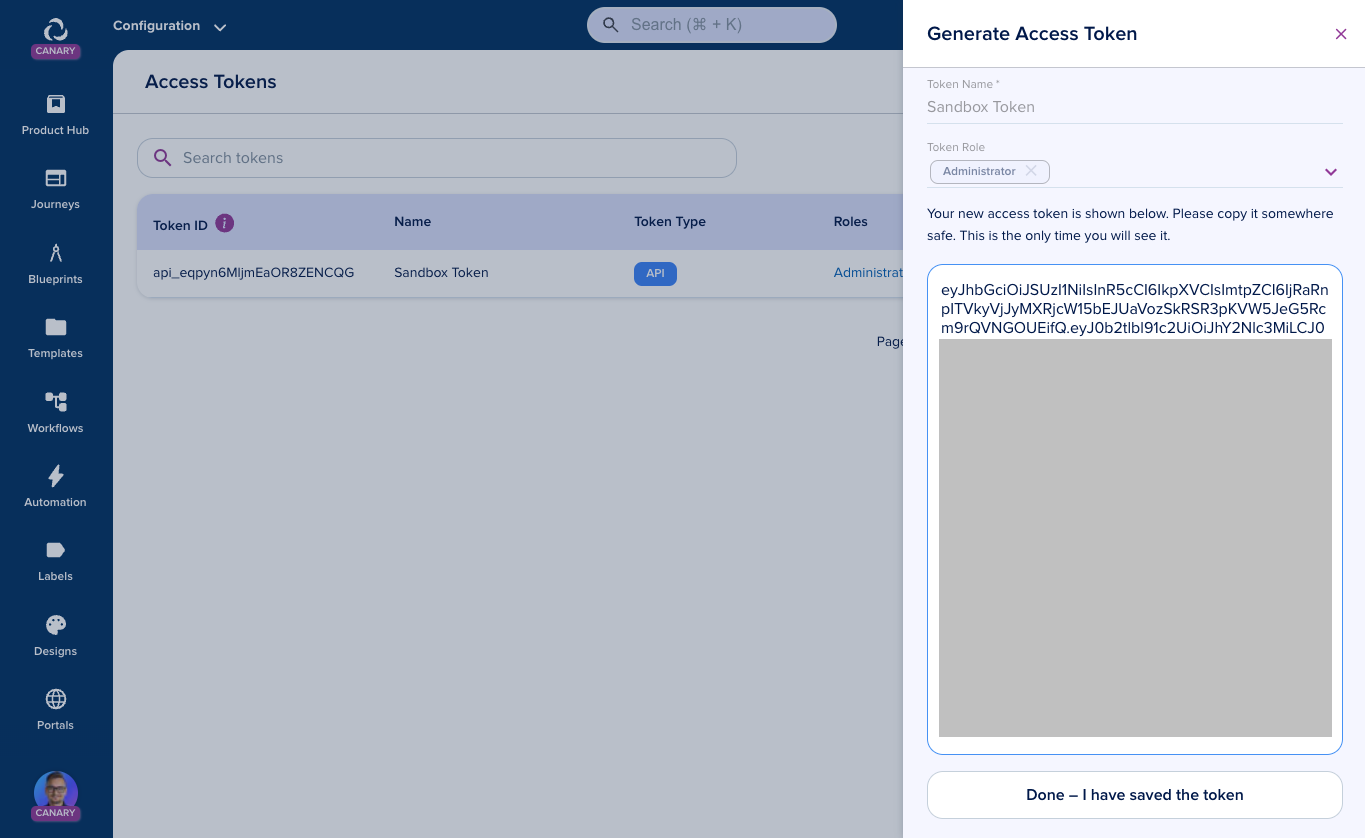 CANARY
Configuration
Search (⌘ + K)
Product Hub
Journeys
Blueprints
Templates
Workflows
Automation
Labels
Designs
Portals
CANARY
Access Tokens
Search tokens
Token ID i Name Token Type Roles
api_eqpyn6MljmEaOR8ZENCQG Sandbox Token API Administrat
Page
Generate Access Token
Token Name *
Sandbox Token
Token Role
Administrator
Your new access token is shown below. Please copy it somewhere
safe. This is the only time you will see it.
eyJhbGciOiJSUzI1NiIsInR5cCI6IkpXVCIsImtpZCI6IjRaRn
pITVkyVjJyMXRjcW15bEJUaVozSkRSR3pKVW5JeG5Rc
m9rQVNGOUEifQ.eyJ0b2tlbl91c2UiOiJhY2Nlc3MiLCJ0
Done – I have saved the token